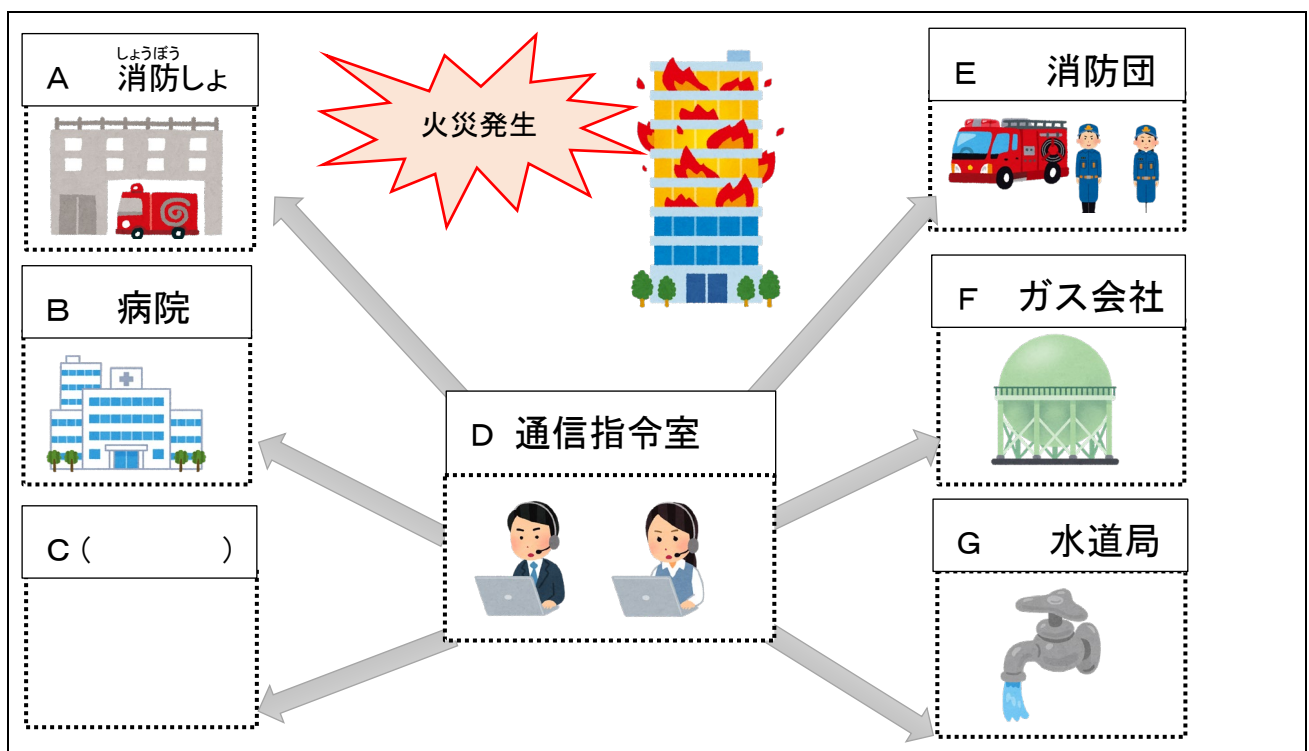 しょうぼう
A 消防しょ
火災発生
E 消防団
B 病院
F ガス会社
D 通信指令室
C ( )
G 水道局